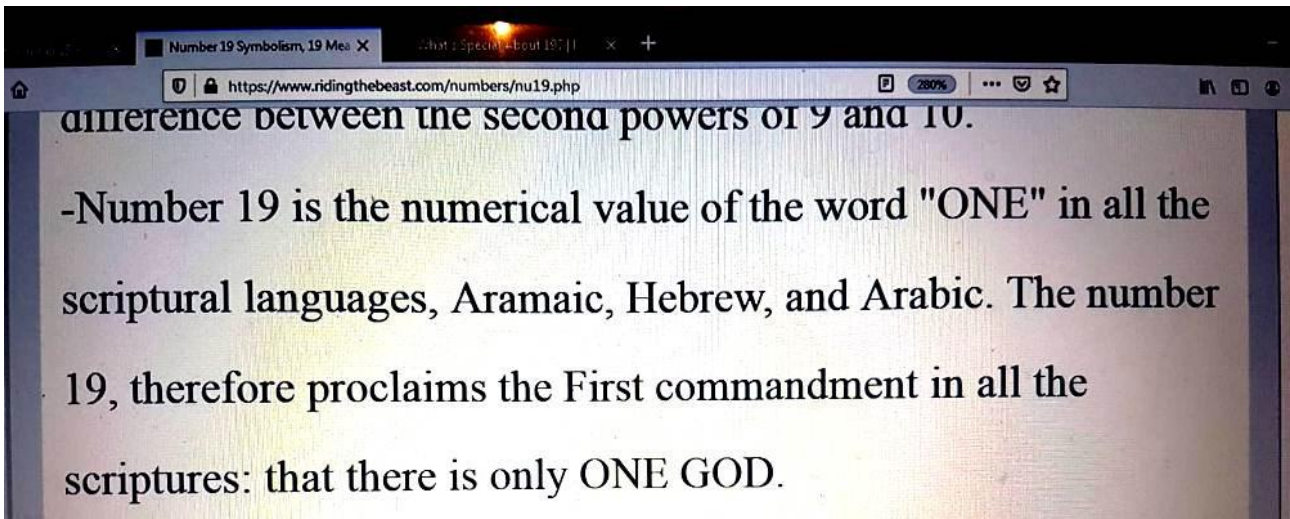 Number 19 Symbolism, 19 Mea
https://www.ridingthebeast.com/numbers/nu19.php
280%
difference between the second powers of 9 and 10.
-Number 19 is the numerical value of the word "ONE" in all the
scriptural languages, Aramaic, Hebrew, and Arabic. The number
19, therefore proclaims the First commandment in all the
scriptures: that there is only ONE GOD.